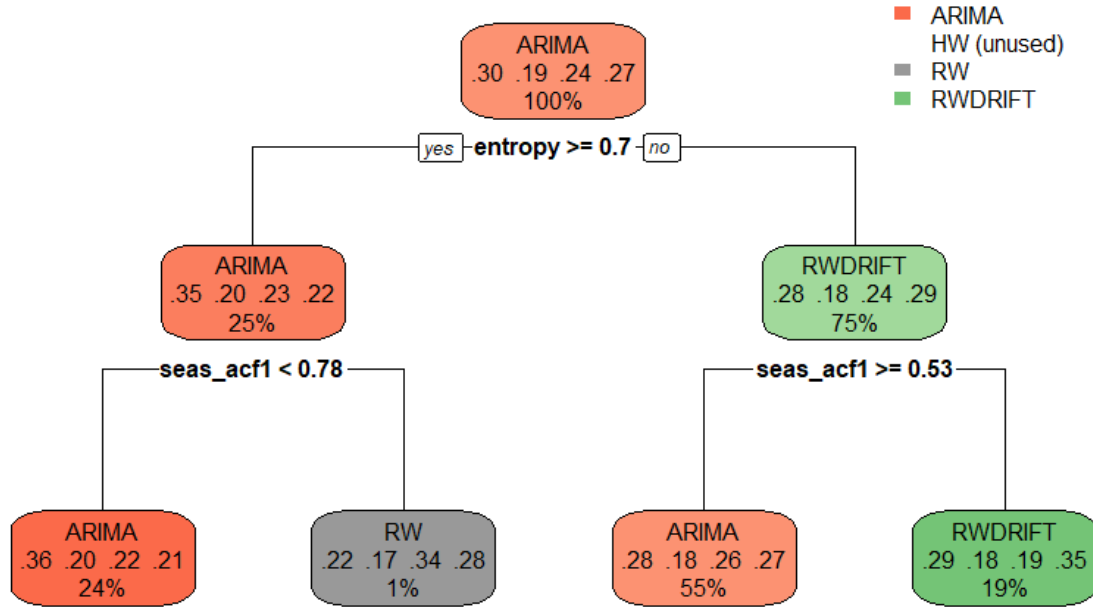 ARIMA
HW (unused)
RW
RWDRIFT
ARIMA
.30 .19 .24 .27
100%
yes entropy >= 0.7 no
ARIMA
.35 .20 .23 .22
25%
RWDRIFT
.28 .18 .24 .29
75%
seas_acf1 < 0.78
seas_acf1 >= 0.53
ARIMA
.36 .20 .22 .21
24%
RW
.22 .17 .34 .28
1%
ARIMA
.28 .18 .26 .27
55%
RWDRIFT
.29 .18 .19 .35
19%